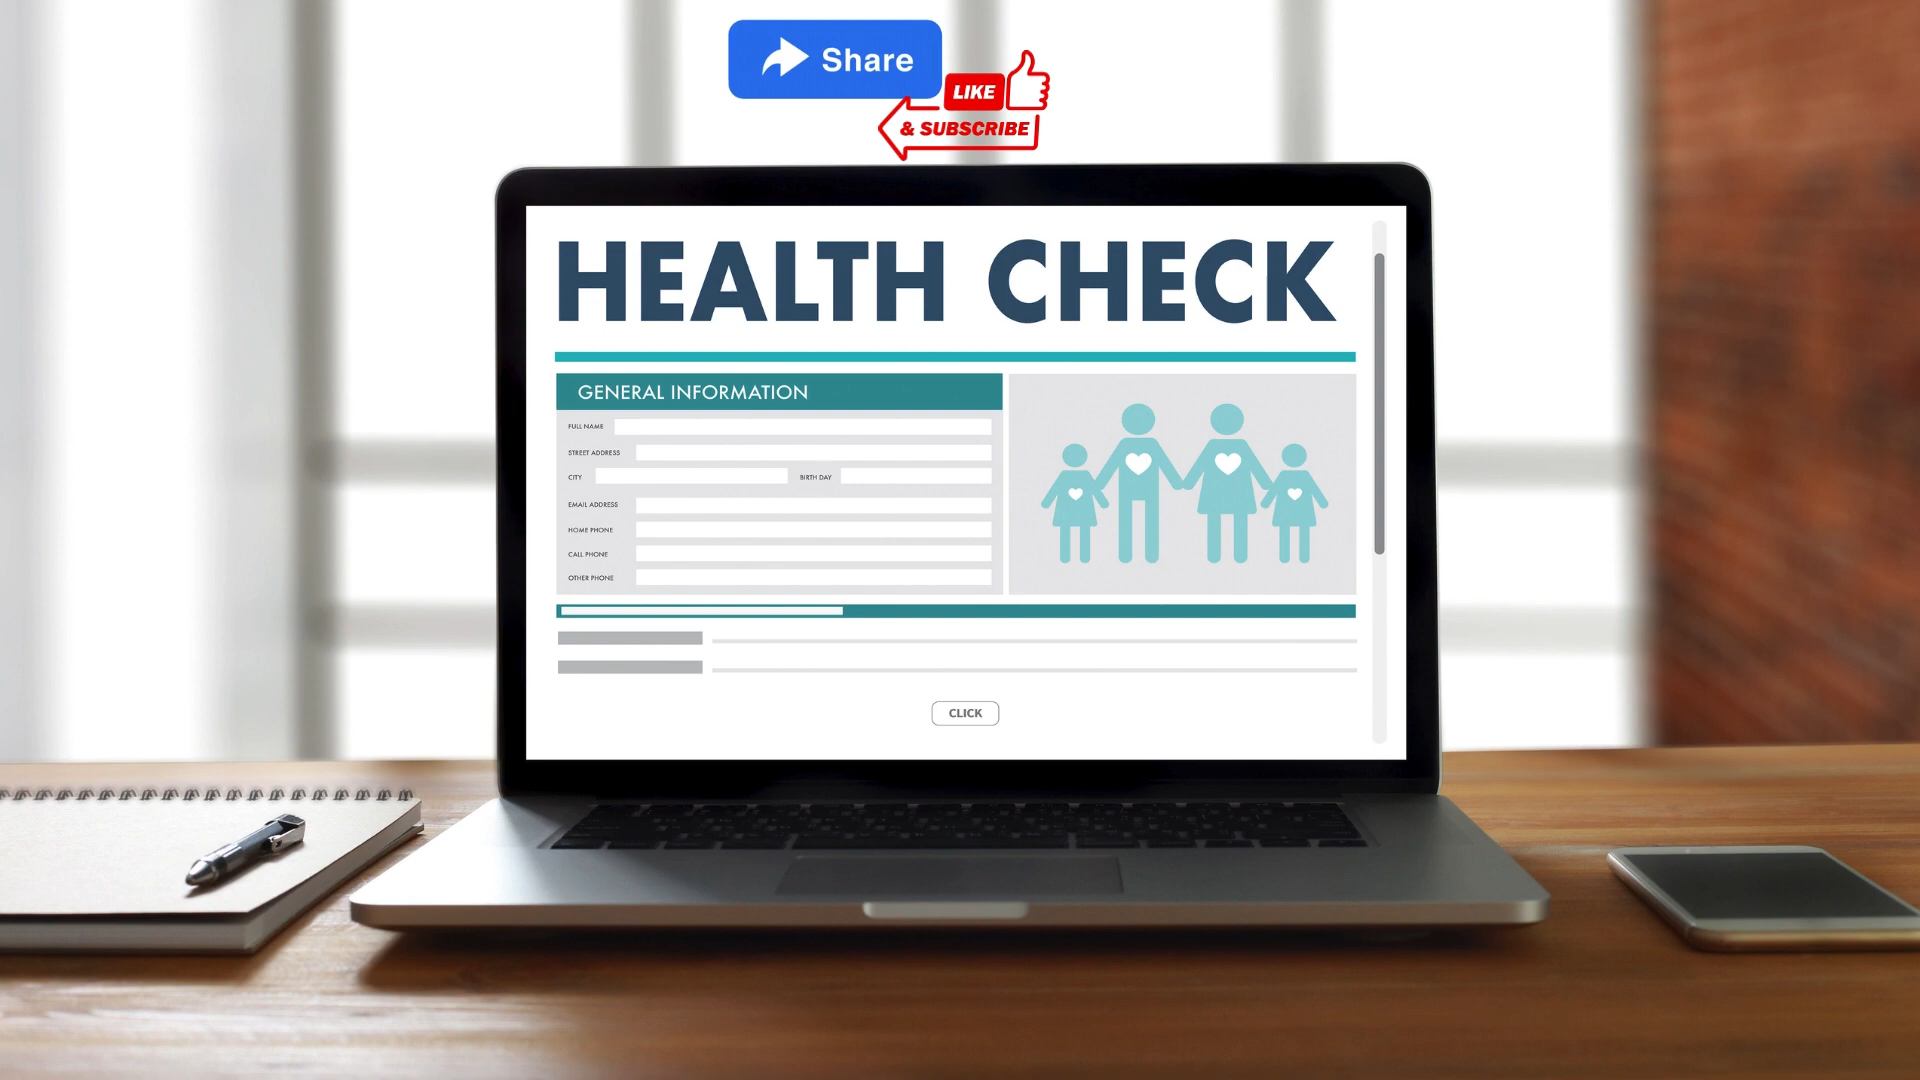 Share
LIKE
& SUBSCRIBE
HEALTH CHECK
GENERAL INFORMATION
FULL NAME
STREET ADDRESS
CITY
BIRTH DAY
EMAIL ADDRESS
HOME PHONE
CALL PHONE
OTHER PHONE
CLICK